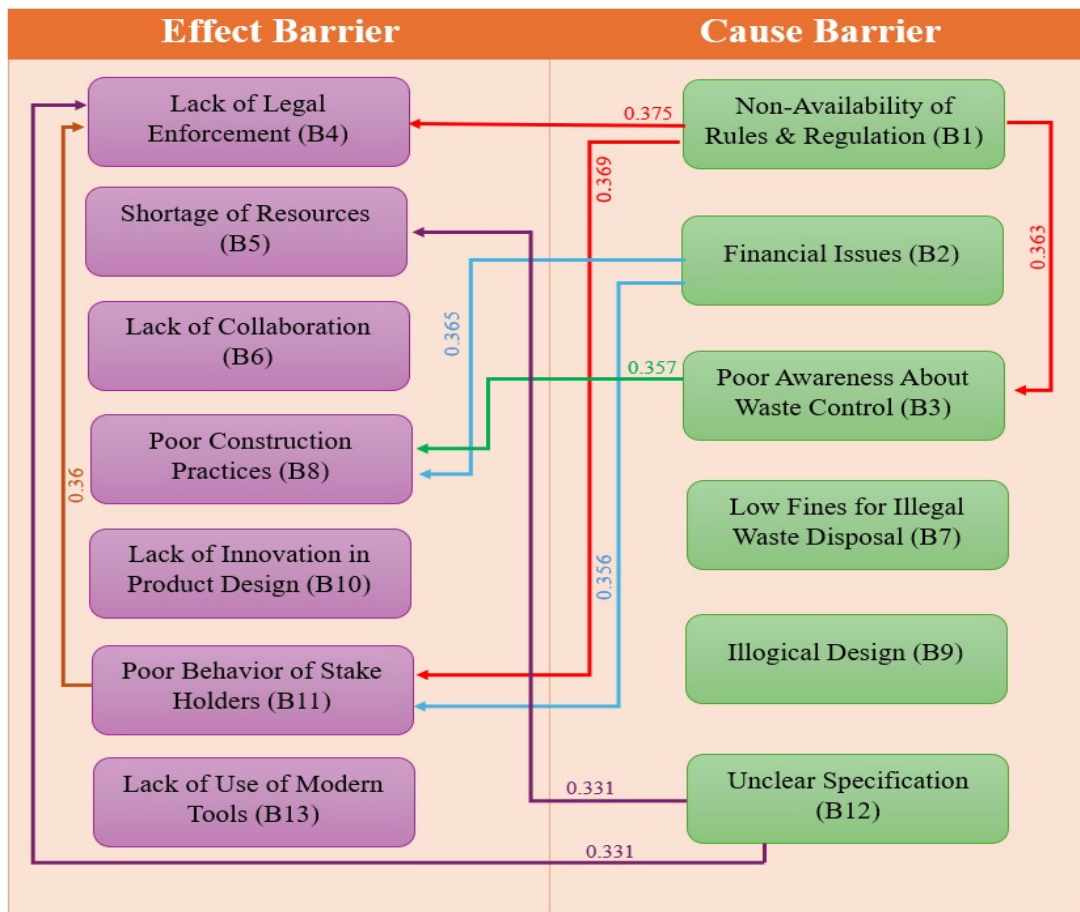 Effect Barrier
Cause Barrier
Lack of Legal
Enforcement (B4)
Shortage of Resources
(B5)
Lack of Collaboration
(B6)
Poor Construction
Practices (B8)
Lack of Innovation in
Product Design (B10)
Poor Behavior of Stake
Holders (B11)
Lack of Use of Modern
Tools (B13)
Non-Availability of
Rules & Regulation (B1)
Financial Issues (B2)
Poor Awareness About
Waste Control (B3)
Low Fines for Illegal
Waste Disposal (B7)
Illogical Design (B9)
Unclear Specification
(B12)
0.375
0.369
0.363
0.365
0.357
0.36
0.356
0.331
0.331